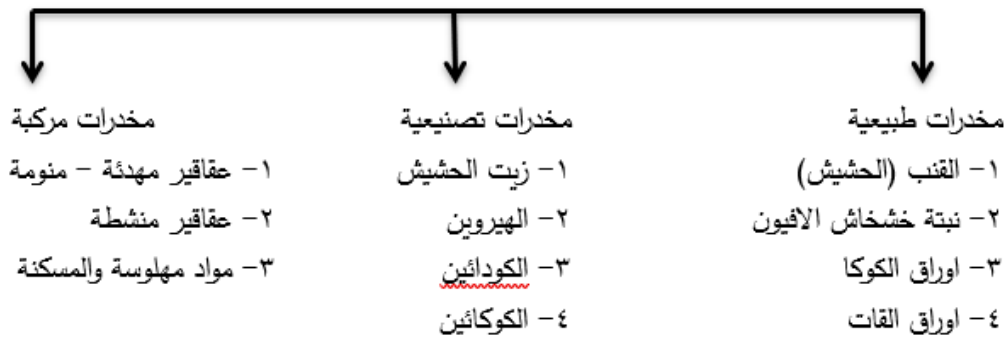 مخدرات طبيعية
١- القنب (الحشيش)
٢- نبتة خشخاش الافيون
٣- اوراق الكوكا
٤- اوراق القات
مخدرات تصنيعية
١- زيت الحشيش
٢- الهيروين
٣- الكودائين
٤- الكوكائين
مخدرات مركبة
١- عقاقير مهدئة – منومة
٢- عقاقير منشطة
٣- مواد مهلوسة والمسكنة